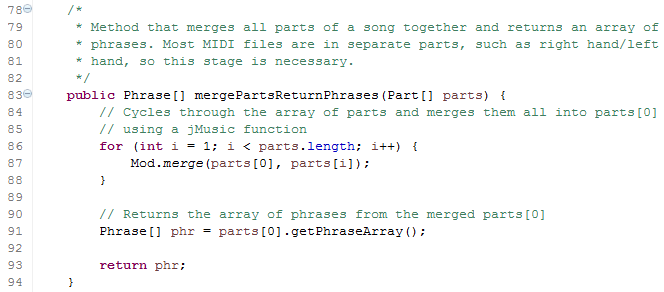 78 /*
79 * Method that merges all parts of a song together and returns an array of
80 * phrases. Most MIDI files are in separate parts, such as right hand/left
81 * hand, so this stage is necessary.
82 */
83 public Phrase[] mergePartsReturnPhrases(Part[] parts) {
84 // Cycles through the array of parts and merges them all into parts[0]
85 // using a jMusic function
86 for (int i = 1; i < parts.length; i++) {
87 Mod.merge(parts[0], parts[i]);
88 }
89
90 // Returns the array of phrases from the merged parts[0]
91 Phrase[] phr = parts[0].getPhraseArray();
92
93 return phr;
94 }